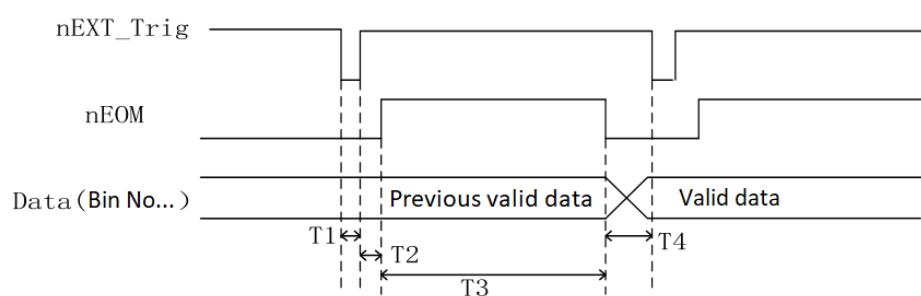 nEXT_Trig
nEOM
Data(Bin No...)
Previous valid data
Valid data
T1
T2
T3
T4